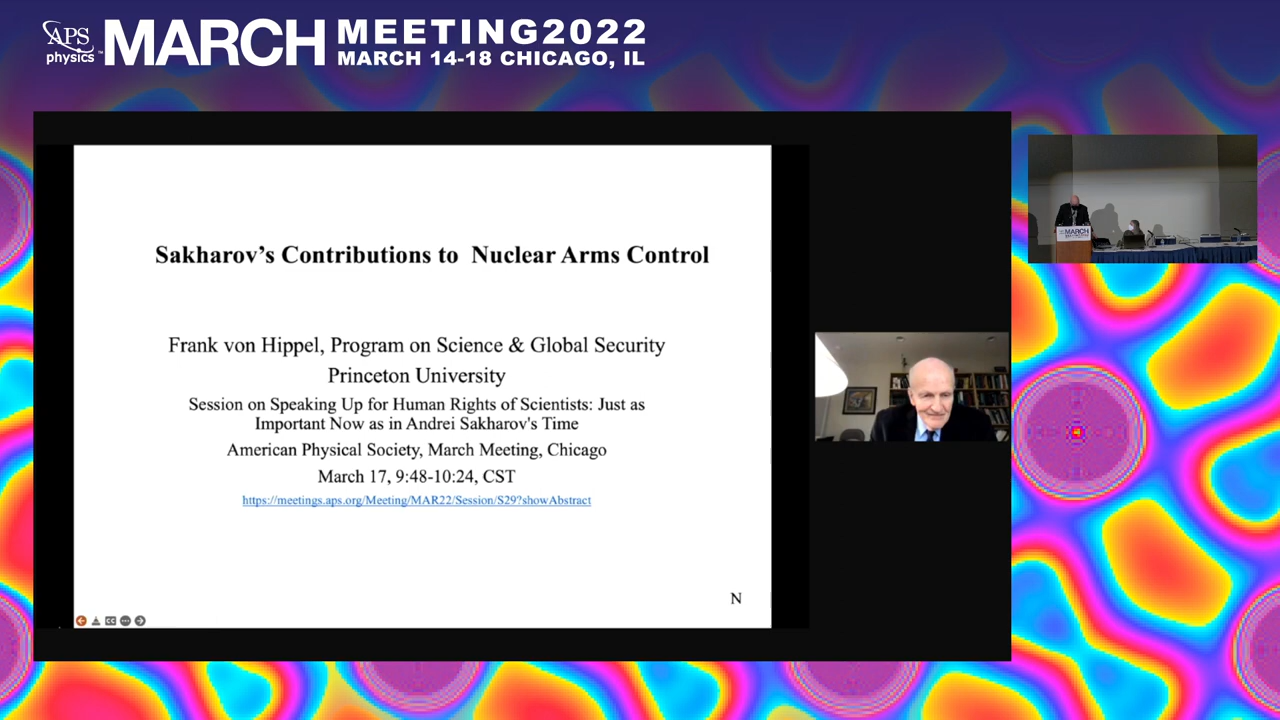 APS
physics
MARCH
MEETING2022
MARCH 14-18 CHICAGO, IL
Sakharov’s Contributions to  Nuclear Arms Control
Frank von Hippel, Program on Science & Global Security
Princeton University
Session on Speaking Up for Human Rights of Scientists: Just as
Important Now as in Andrei Sakharov's Time
American Physical Society, March Meeting, Chicago
March 17, 9:48-10:24, CST
https://meetings.aps.org/Meeting/MAR22/Session/S29?showAbstract
N
CC
MARCH